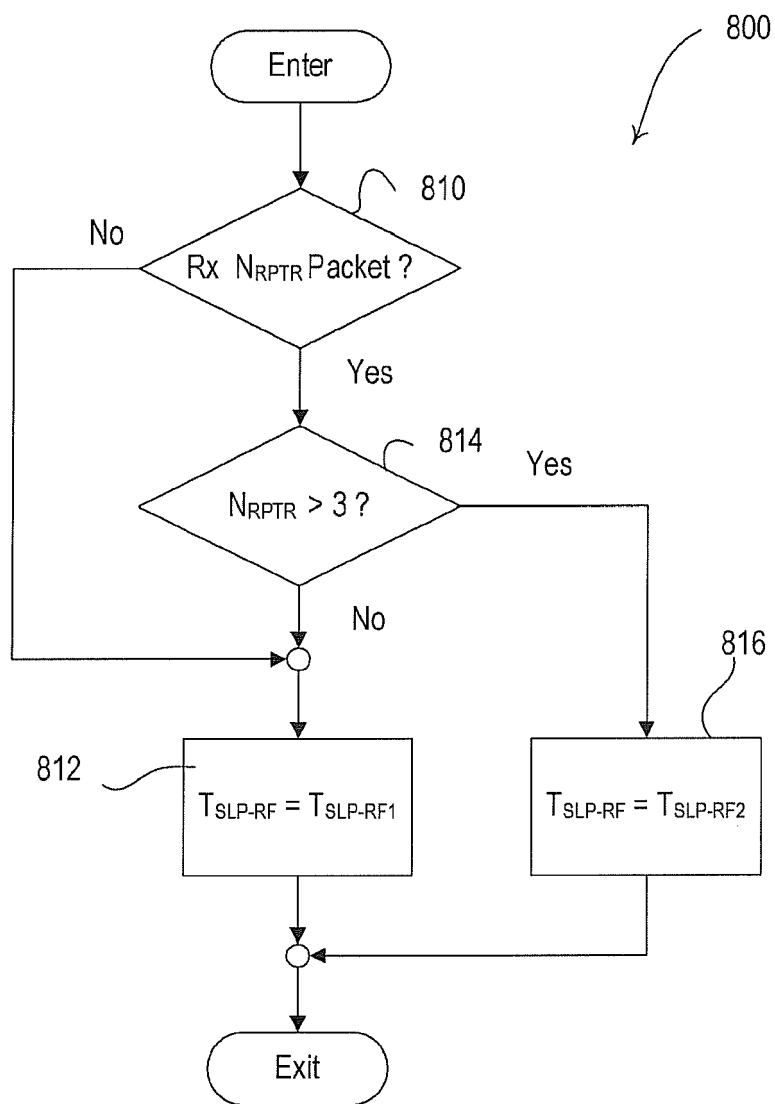 800
Enter
810
No
Rx NRPTR Packet ?
Yes
814
Yes
NRPTR > 3 ?
No
816
812
TSLP-RF = TSLP-RF1
TSLP-RF = TSLP-RF2
Exit